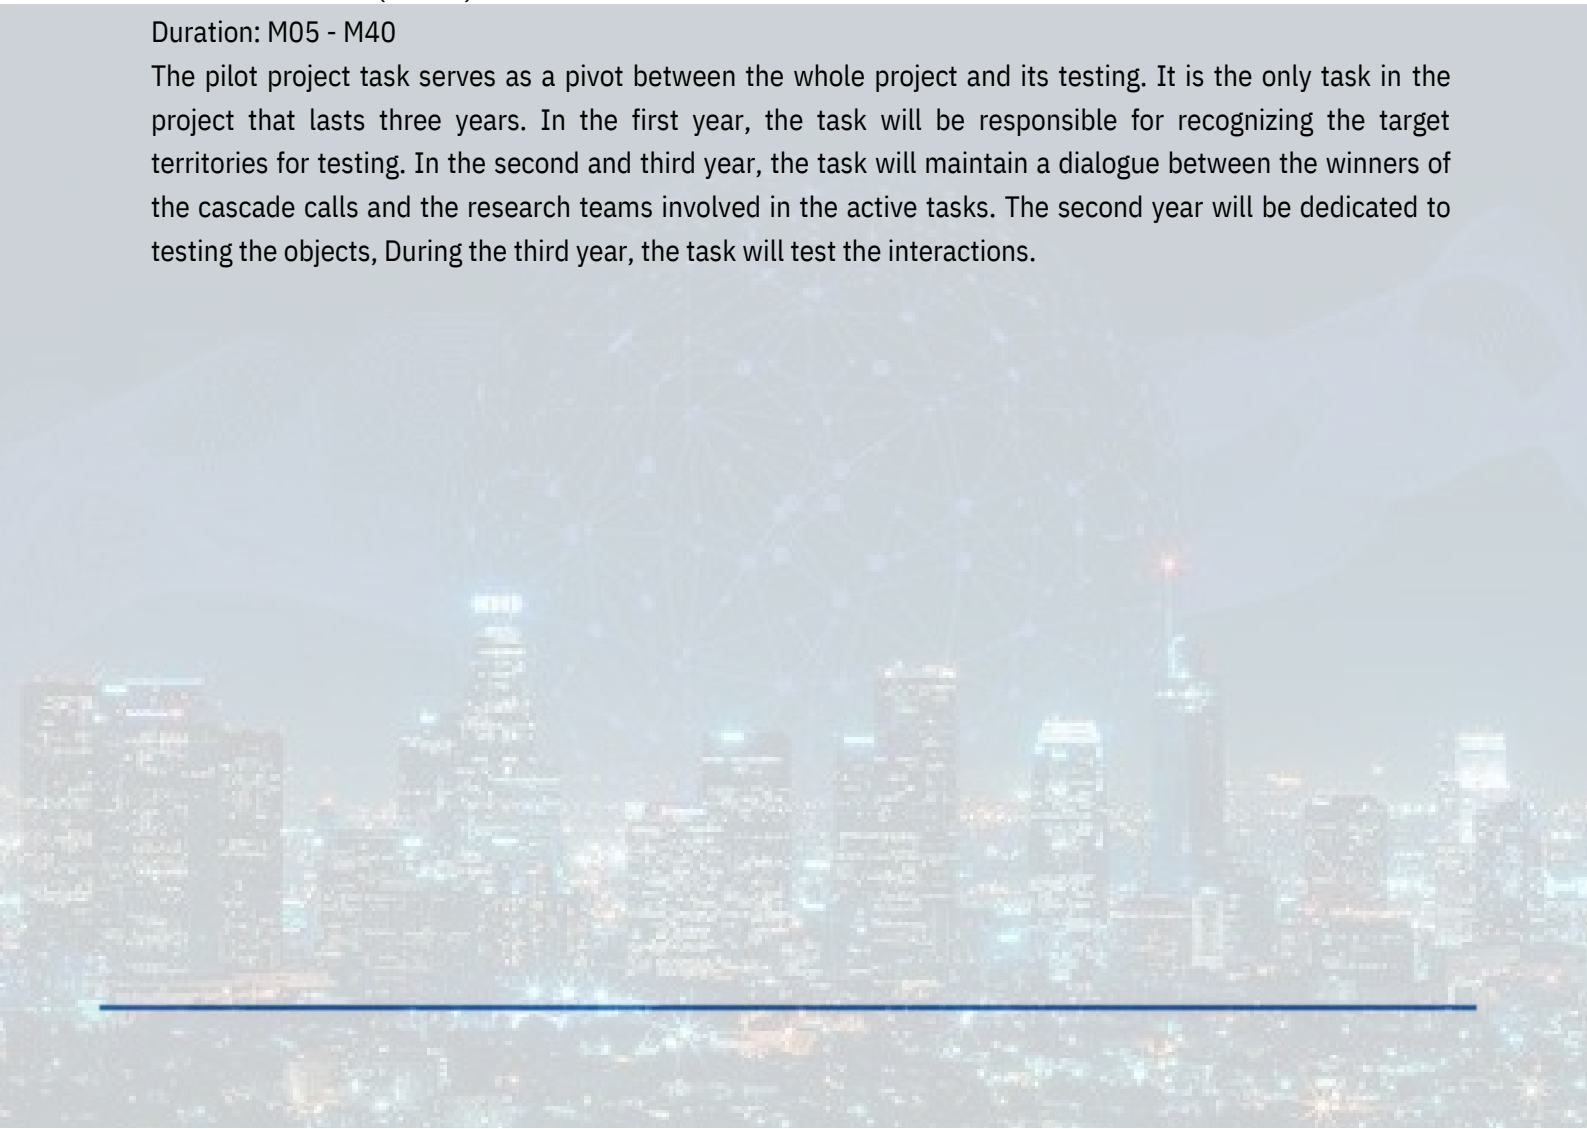 Duration: M05 - M40
The pilot project task serves as a pivot between the whole project and its testing. It is the only task in the
project that lasts three years. In the first year, the task will be responsible for recognizing the target
territories for testing. In the second and third year, the task will maintain a dialogue between the winners of
the cascade calls and the research teams involved in the active tasks. The second year will be dedicated to
testing the objects, During the third year, the task will test the interactions.